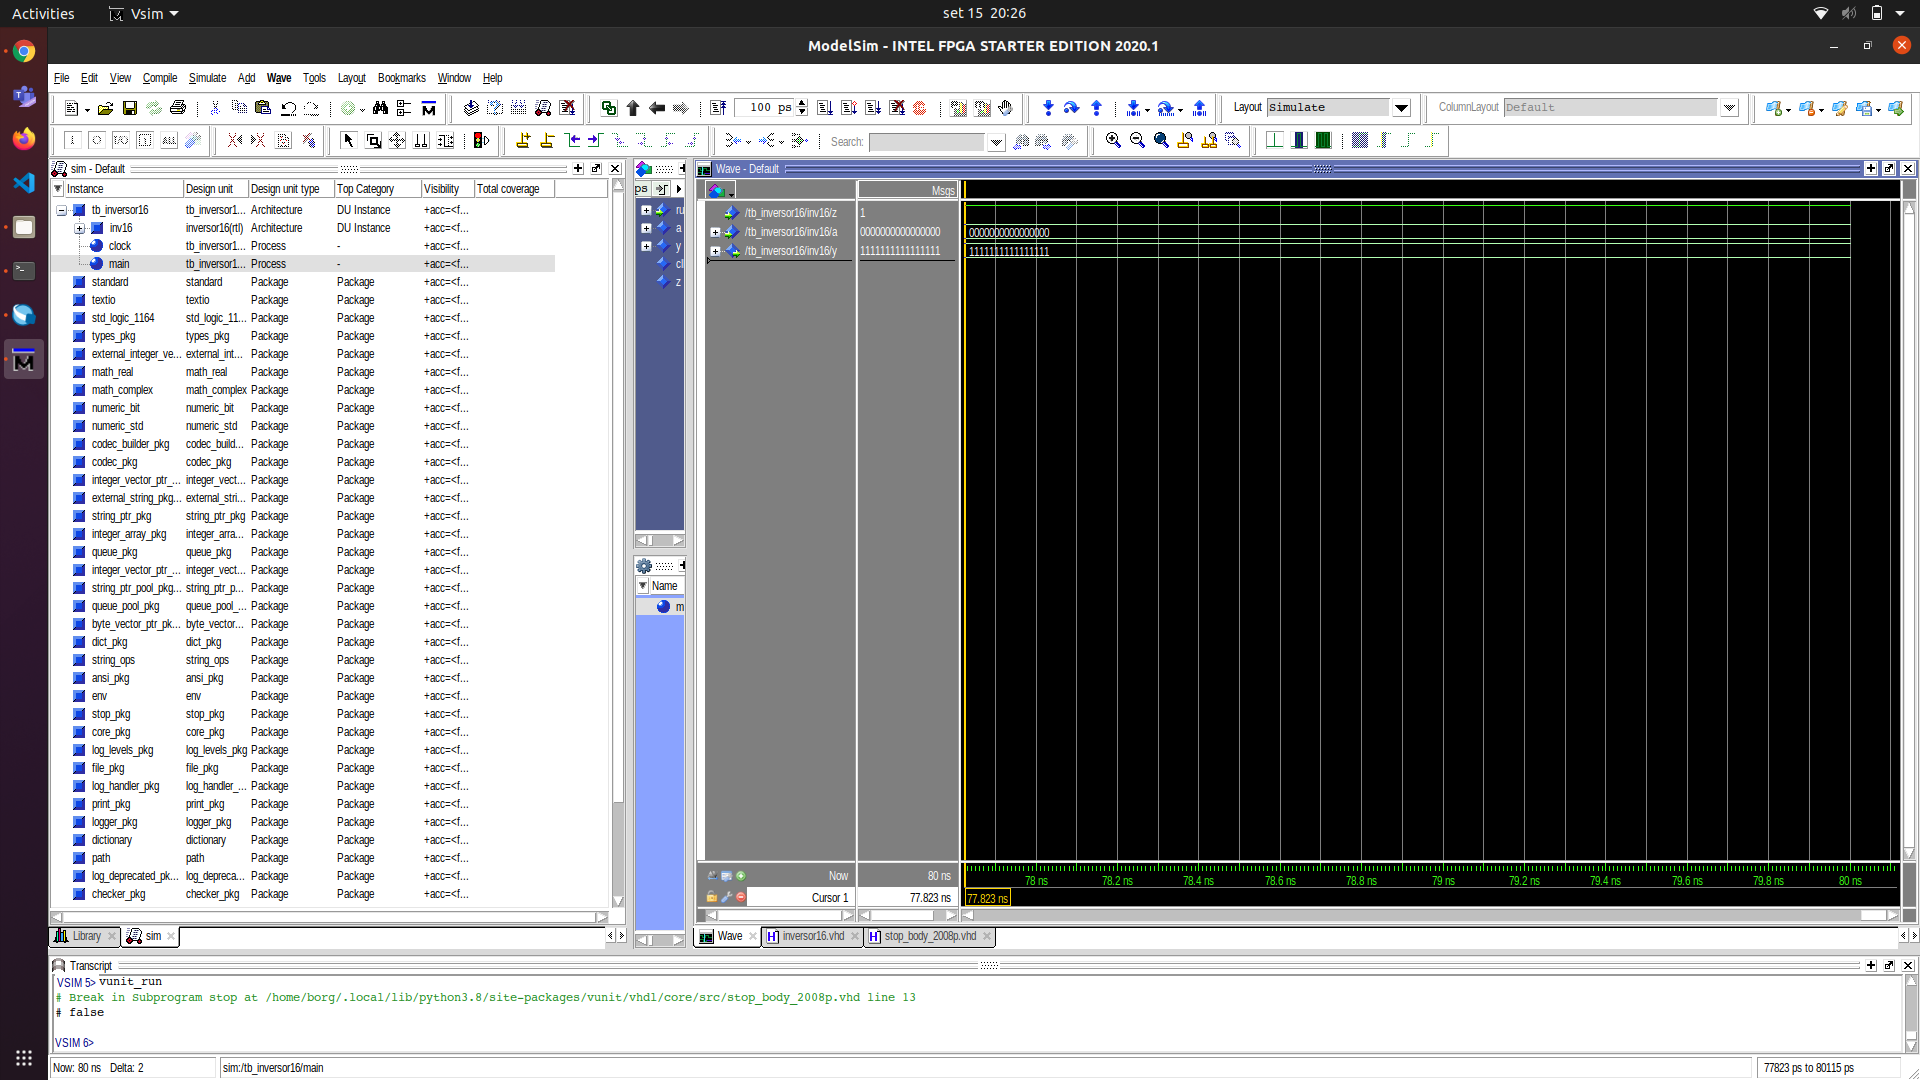 Activities Vsim set 15 20:26
ModelSim - INTEL FPGA STARTER EDITION 2020.1
File Edit View Compile Simulate Add Wave Tools Layout Bookmarks Window Help
100 ps Layout Simulate ColumnLayout Default
Search:
sim - Default
Instance Design unit Design unit type Top Category Visibility Total coverage
tb_inversor16 tb_inversor1... Architecture DU Instance +acc=<f...
inv16 inversor16(rtl) Architecture DU Instance +acc=<f...
clock tb_inversor1... Process - +acc=<f...
main tb_inversor1... Process - +acc=<f...
standard standard Package Package +acc=<f...
textio textio Package Package +acc=<f...
std_logic_1164 std_logic_11... Package Package +acc=<f...
types_pkg types_pkg Package Package +acc=<f...
external_integer_ve... external_int... Package Package +acc=<f...
math_real math_real Package Package +acc=<f...
math_complex math_complex Package Package +acc=<f...
numeric_bit numeric_bit Package Package +acc=<f...
numeric_std numeric_std Package Package +acc=<f...
codec_builder_pkg codec_build... Package Package +acc=<f...
codec_pkg codec_pkg Package Package +acc=<f...
integer_vector_ptr_... integer_vect... Package Package +acc=<f...
external_string_pkg... external_stri... Package Package +acc=<f...
string_ptr_pkg string_ptr_pkg Package Package +acc=<f...
integer_array_pkg integer_arra... Package Package +acc=<f...
queue_pkg queue_pkg Package Package +acc=<f...
integer_vector_ptr_... integer_vect... Package Package +acc=<f...
string_ptr_pool_pkg... string_ptr_p... Package Package +acc=<f...
queue_pool_pkg queue_pool_... Package Package +acc=<f...
byte_vector_ptr_pk... byte_vector... Package Package +acc=<f...
dict_pkg dict_pkg Package Package +acc=<f...
string_ops string_ops Package Package +acc=<f...
ansi_pkg ansi_pkg Package Package +acc=<f...
env env Package Package +acc=<f...
stop_pkg stop_pkg Package Package +acc=<f...
core_pkg core_pkg Package Package +acc=<f...
log_levels_pkg log_levels_pkg Package Package +acc=<f...
file_pkg file_pkg Package Package +acc=<f...
log_handler_pkg log_handler_... Package Package +acc=<f...
print_pkg print_pkg Package Package +acc=<f...
logger_pkg logger_pkg Package Package +acc=<f...
dictionary dictionary Package Package +acc=<f...
path path Package Package +acc=<f...
log_deprecated_pk... log_depreca... Package Package +acc=<f...
checker_pkg checker_pkg Package Package +acc=<f...
Library sim
ps
ru
a
y
cl
z
Name
m
Wave - Default
Msgs
/tb_inversor16/inv16/z 1
/tb_inversor16/inv16/a 0000000000000000 0000000000000000
/tb_inversor16/inv16/y 1111111111111111 1111111111111111
Now 80 ns 78 ns 78.2 ns 78.4 ns 78.6 ns 78.8 ns 79 ns 79.2 ns 79.4 ns 79.6 ns 79.8 ns 80 ns
Cursor 1 77.823 ns 77.823 ns
Wave inversor16.vhd stop_body_2008p.vhd
Transcript
VSIM 5> vunit_run
# Break in Subprogram stop at /home/borg/.local/lib/python3.8/site-packages/vunit/vhdl/core/src/stop_body_2008p.vhd line 13
# false
VSIM 6>
Now: 80 ns Delta: 2 sim:/tb_inversor16/main 77823 ps to 80115 ps